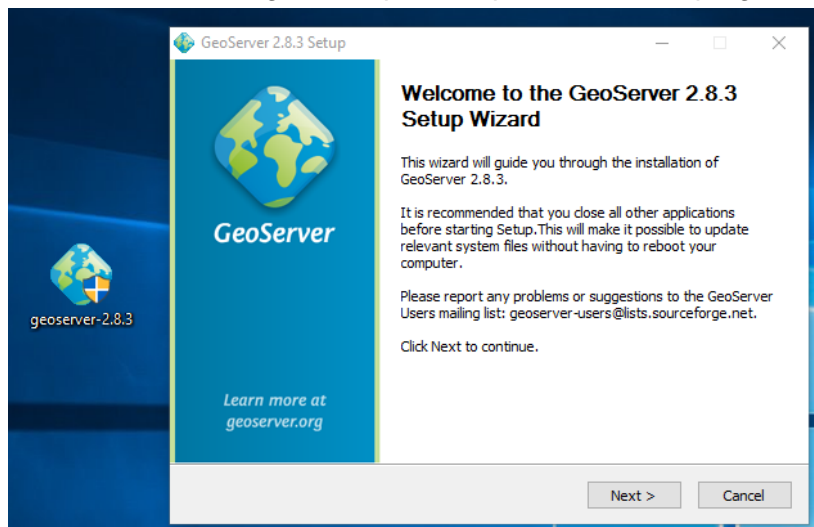 GeoServer 2.8.3 Setup
Welcome to the GeoServer 2.8.3
Setup Wizard
This wizard will guide you through the installation of
GeoServer 2.8.3.
It is recommended that you close all other applications
before starting Setup.This will make it possible to update
relevant system files without having to reboot your
computer.
Please report any problems or suggestions to the GeoServer
Users mailing list: geoserver-users@lists.sourceforge.net.
Click Next to continue.
GeoServer
Learn more at
geoserver.org
geoserver-2.8.3
Next >
Cancel